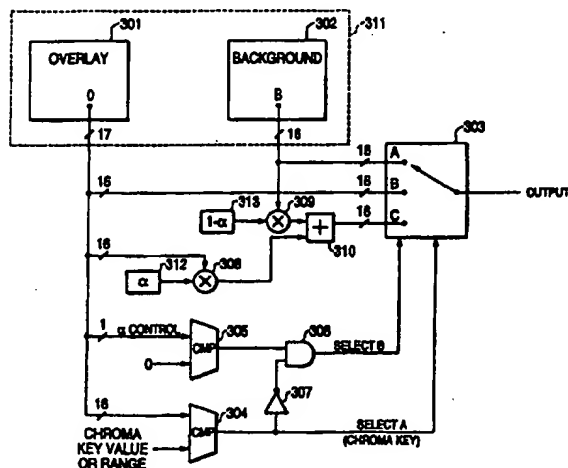 301
302
311
OVERLAY
BACKGROUND
O
B
17
16
303
16
A
16
B
OUTPUT
313
1-α
309
16
C
+
310
16
312
α
308
1
α CONTROL
305
306
CMP
0
SELECT B
307
16
304
CMP
SELECT A
(CHROMA KEY)
CHROMA
KEY VALUE
OR RANGE